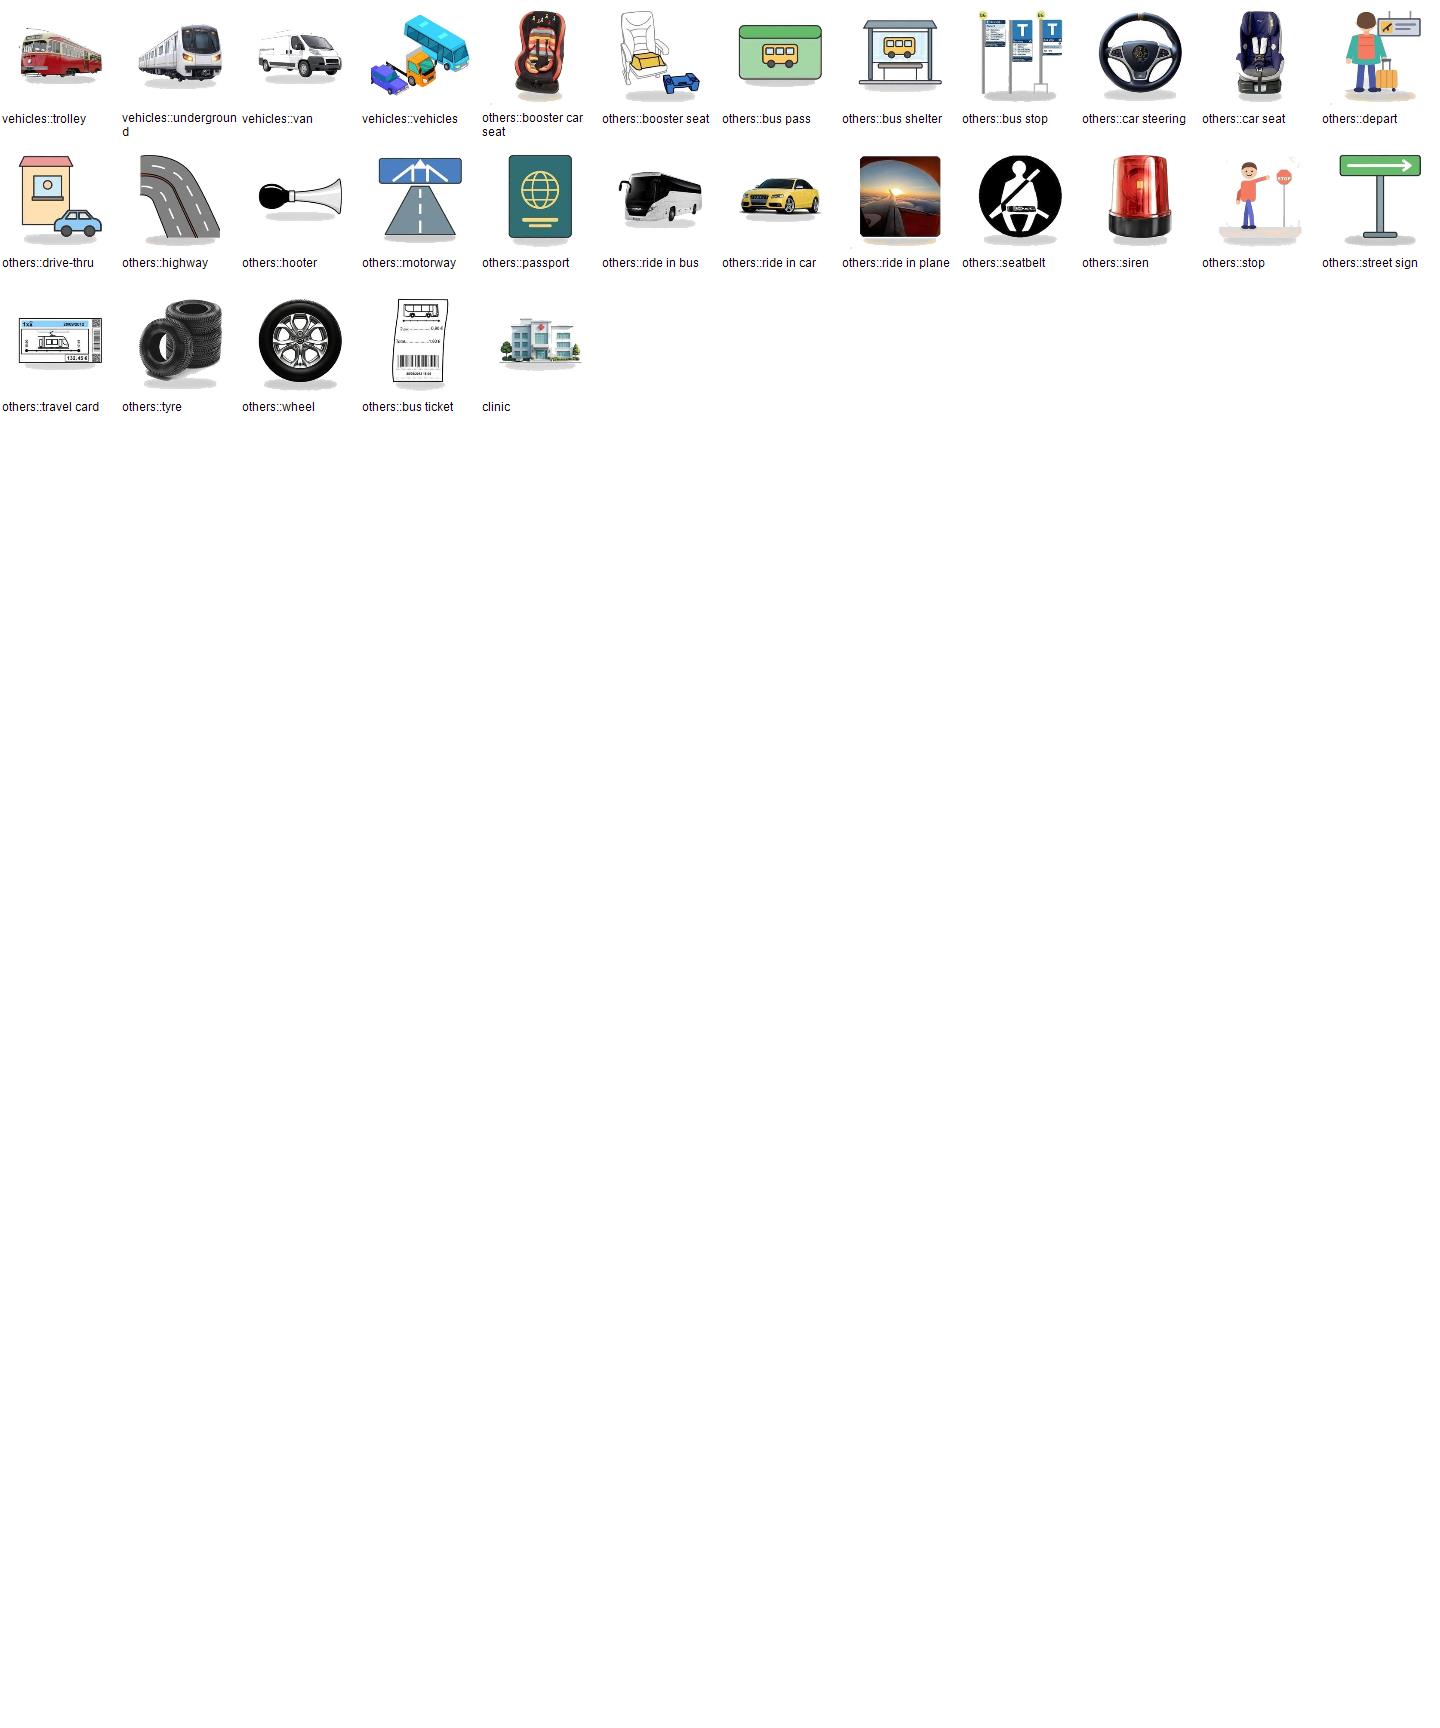 vehicles::trolley
vehicles::undergroun
d
vehicles::van
vehicles::vehicles
others::booster car
seat
others::booster seat
others::bus pass
others::bus shelter
T
T
others::bus stop
others::car steering
others::car seat
others::depart
others::drive-thru
others::highway
others::hooter
others::motorway
others::passport
others::ride in bus
others::ride in car
others::ride in plane
others::seatbelt
others::siren
STOP
others::stop
others::street sign
132,45 €
others::travel card
others::tyre
others::wheel
others::bus ticket
clinic